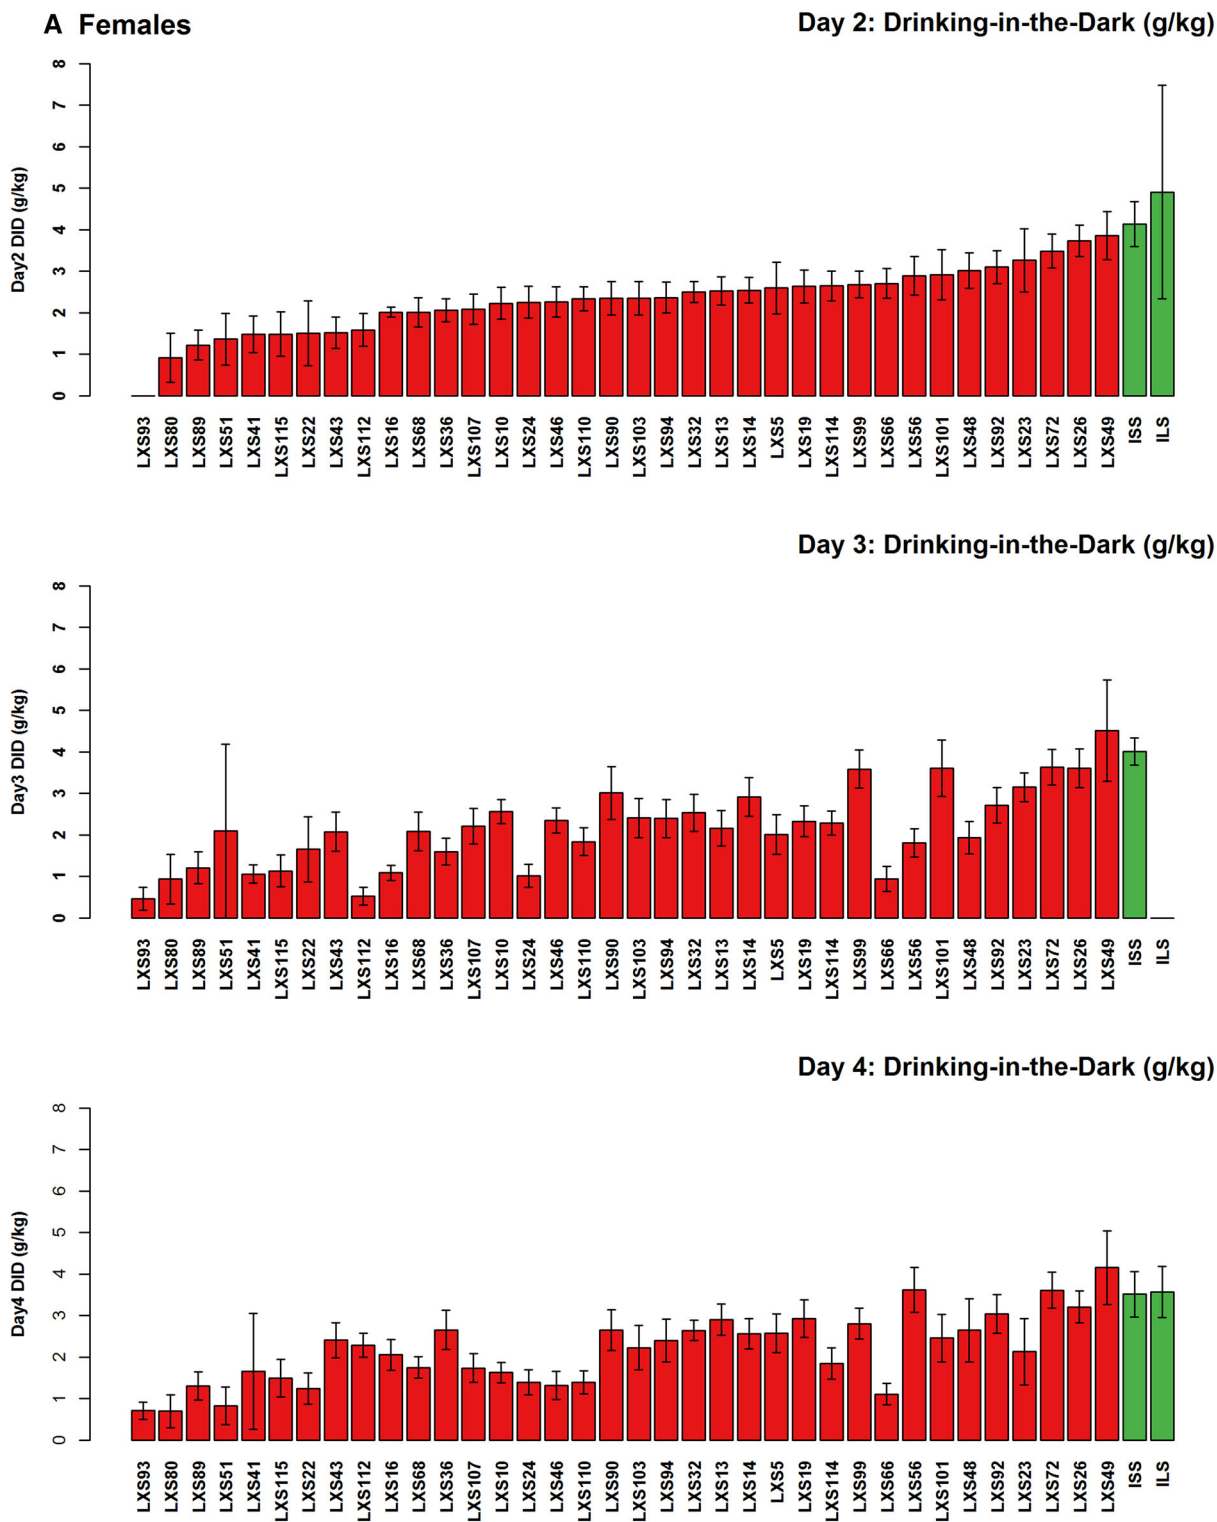 A Females
Day 2: Drinking-in-the-Dark (g/kg)
Day2 DID (g/kg)
8
7
6
5
4
3
2
1
0
LXS93 LXS80 LXS89 LXS51 LXS41 LXS115 LXS22 LXS43 LXS112 LXS16 LXS68 LXS36 LXS107 LXS10 LXS24 LXS46 LXS110 LXS90 LXS103 LXS94 LXS32 LXS13 LXS14 LXS5 LXS19 LXS114 LXS99 LXS66 LXS56 LXS101 LXS48 LXS92 LXS23 LXS72 LXS26 LXS49 ISS ILS
Day 3: Drinking-in-the-Dark (g/kg)
Day3 DID (g/kg)
8
7
6
5
4
3
2
1
0
LXS93 LXS80 LXS89 LXS51 LXS41 LXS115 LXS22 LXS43 LXS112 LXS16 LXS68 LXS36 LXS107 LXS10 LXS24 LXS46 LXS110 LXS90 LXS103 LXS94 LXS32 LXS13 LXS14 LXS5 LXS19 LXS114 LXS99 LXS66 LXS56 LXS101 LXS48 LXS92 LXS23 LXS72 LXS26 LXS49 ISS ILS
Day 4: Drinking-in-the-Dark (g/kg)
Day4 DID (g/kg)
8
7
6
5
4
3
2
1
0
LXS93 LXS80 LXS89 LXS51 LXS41 LXS115 LXS22 LXS43 LXS112 LXS16 LXS68 LXS36 LXS107 LXS10 LXS24 LXS46 LXS110 LXS90 LXS103 LXS94 LXS32 LXS13 LXS14 LXS5 LXS19 LXS114 LXS99 LXS66 LXS56 LXS101 LXS48 LXS92 LXS23 LXS72 LXS26 LXS49 ISS ILS